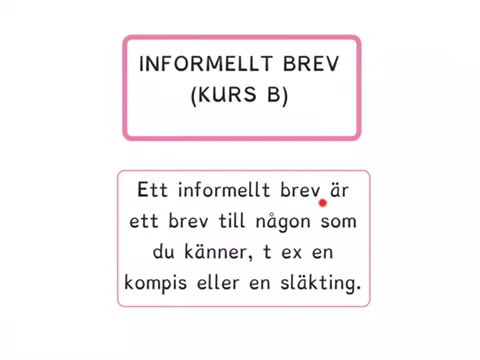 INFORMELLT BREV
(KURS B)
Ett informellt brev är
ett brev till någon som
du känner, t ex en
kompis eller en släkting.